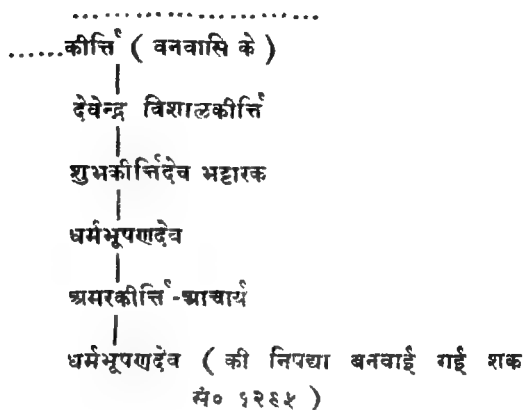 ..............................
......कीर्त्ति ( वनवासि के )
देवेन्द्र विशालकीर्त्ति
शुभकीर्त्तिदेव भट्टारक
धर्मभूषणदेव
अमरकीर्त्ति-आचार्य
धर्मभूषणदेव ( की निषद्या बनवाई गई शक
सं० १२९५ )